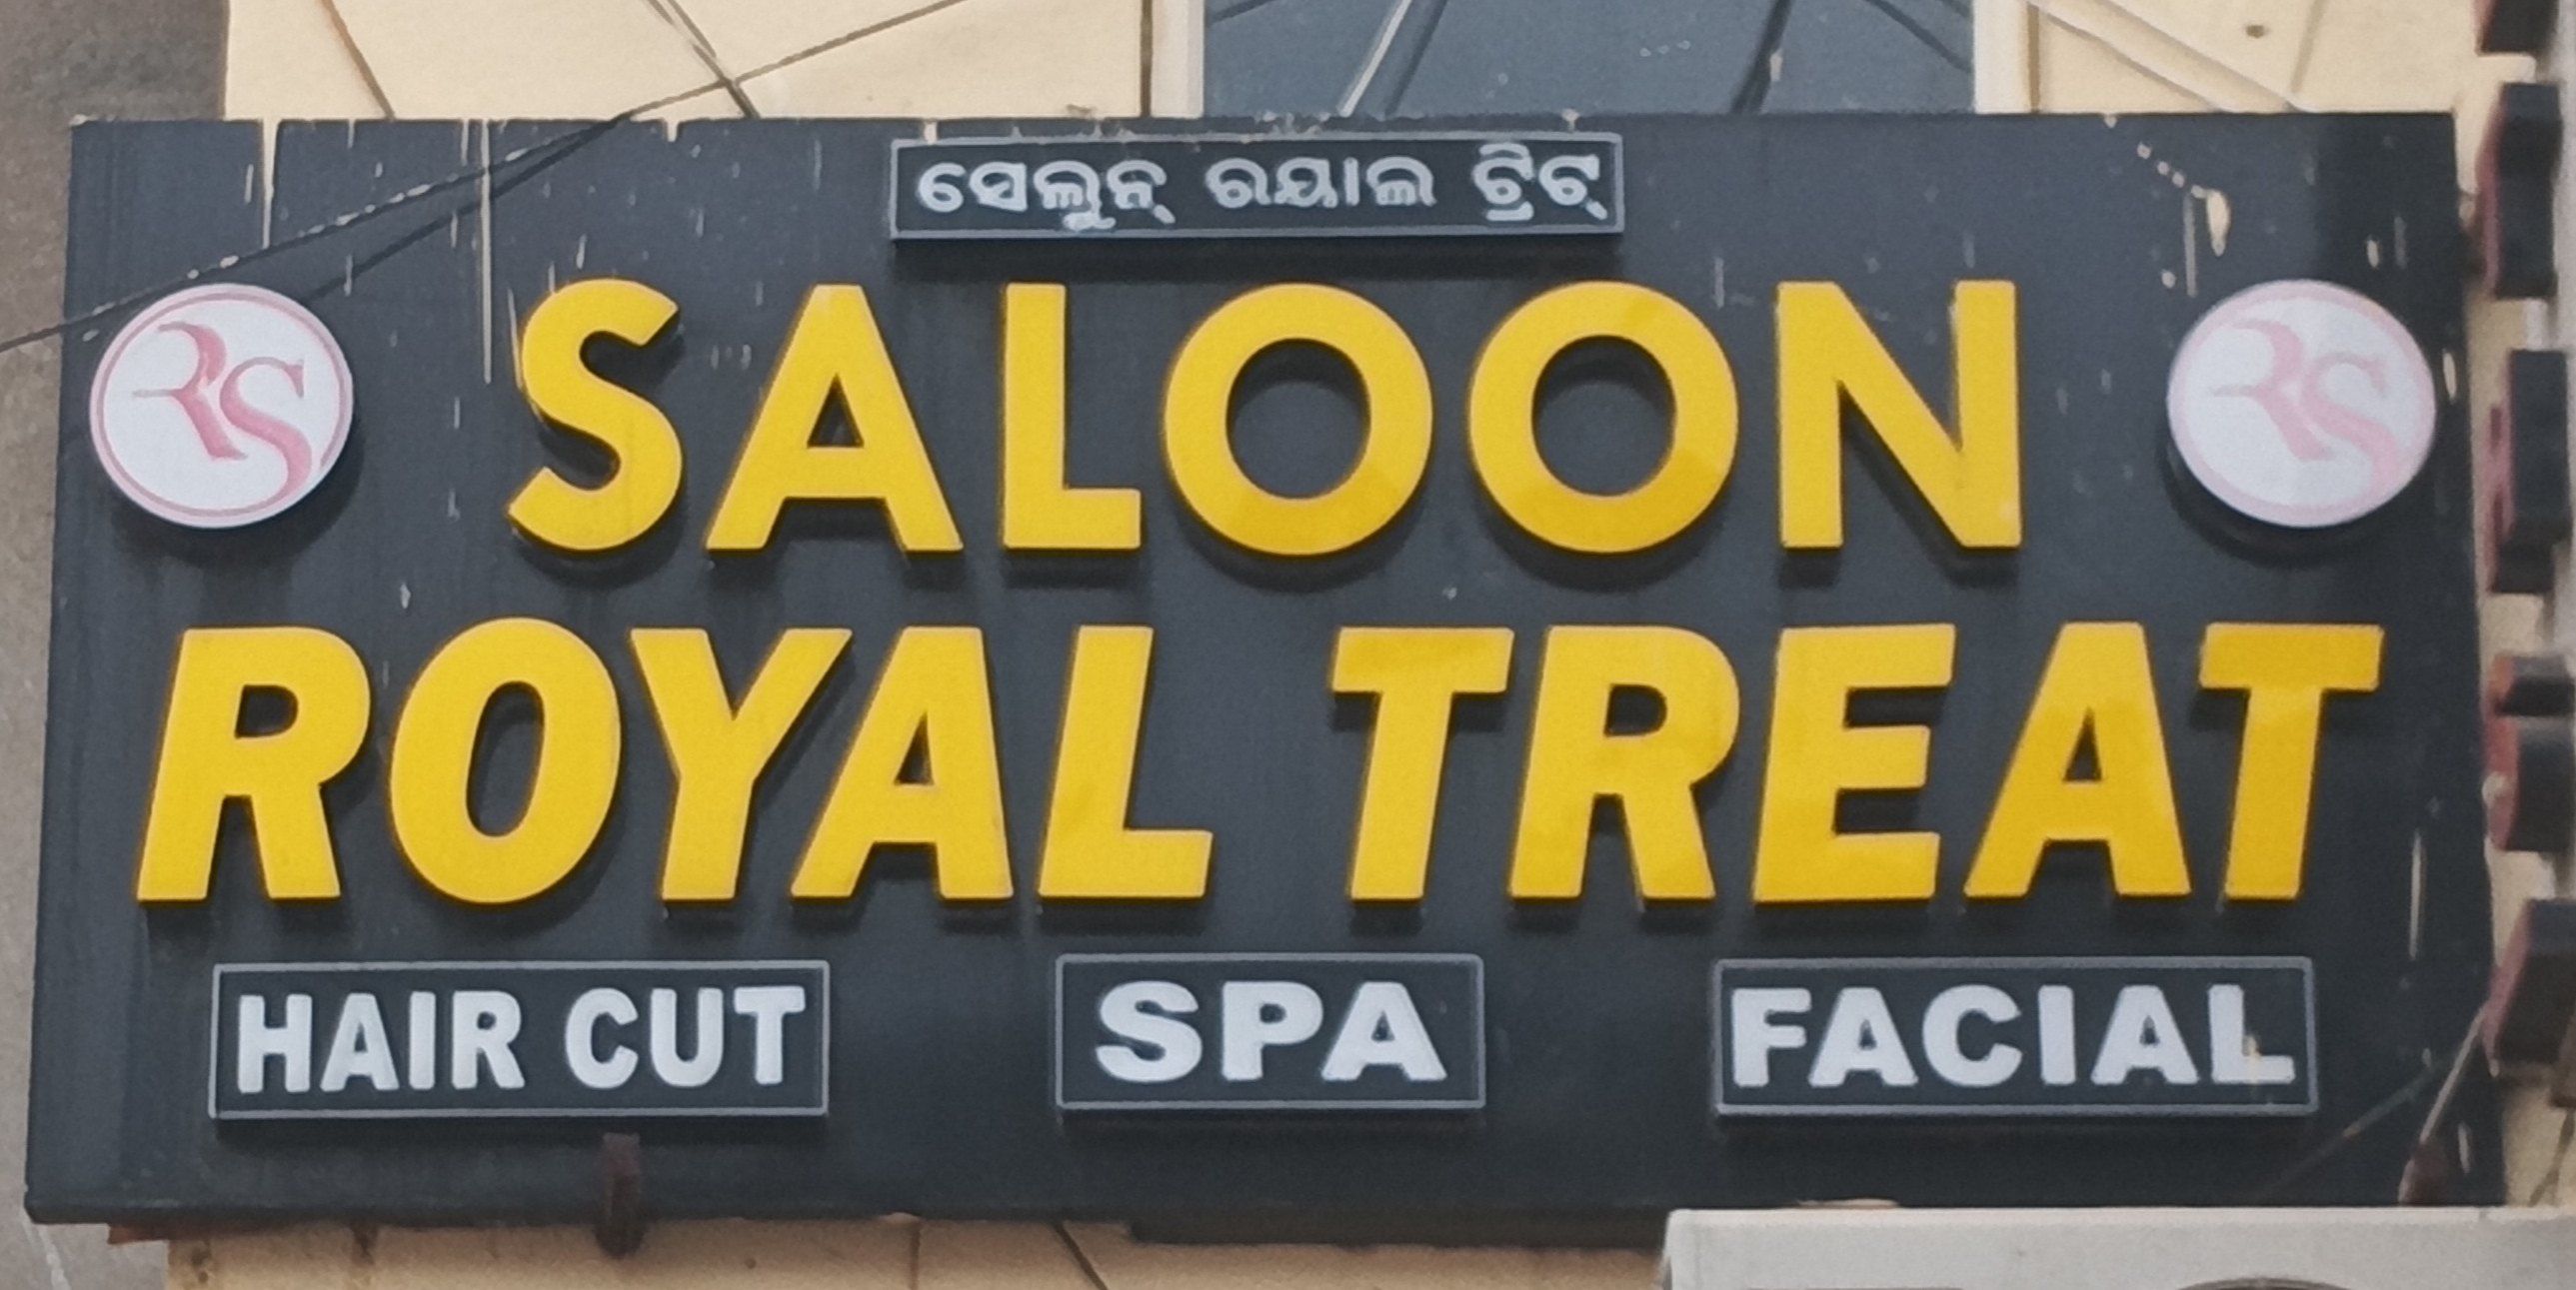 ସେଲୁନ୍ ରୟାଲ ଟ୍ରିଟ୍
SALOON
RS
RS
ROYAL TREAT
HAIR CUT
SPA
FACIAL